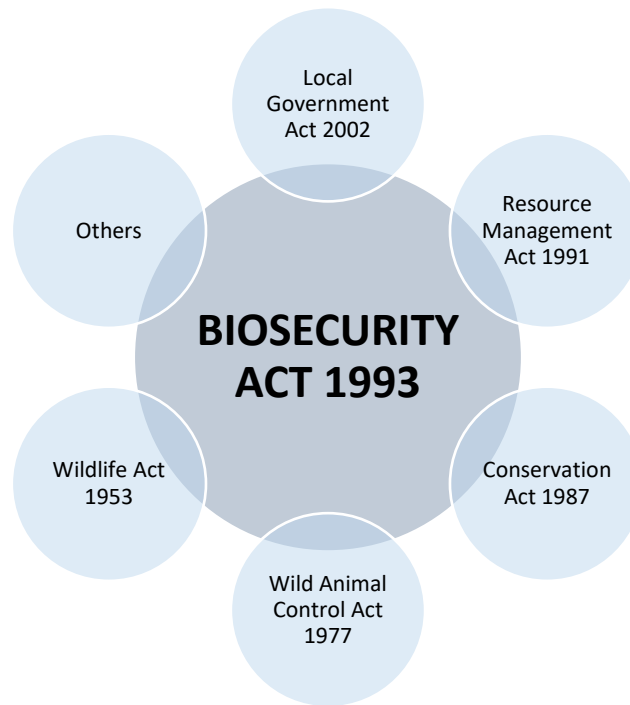 Local
Government
Act 2002
Others
Resource
Management
Act 1991
BIOSECURITY
ACT 1993
Wildlife Act
1953
Conservation
Act 1987
Wild Animal
Control Act
1977